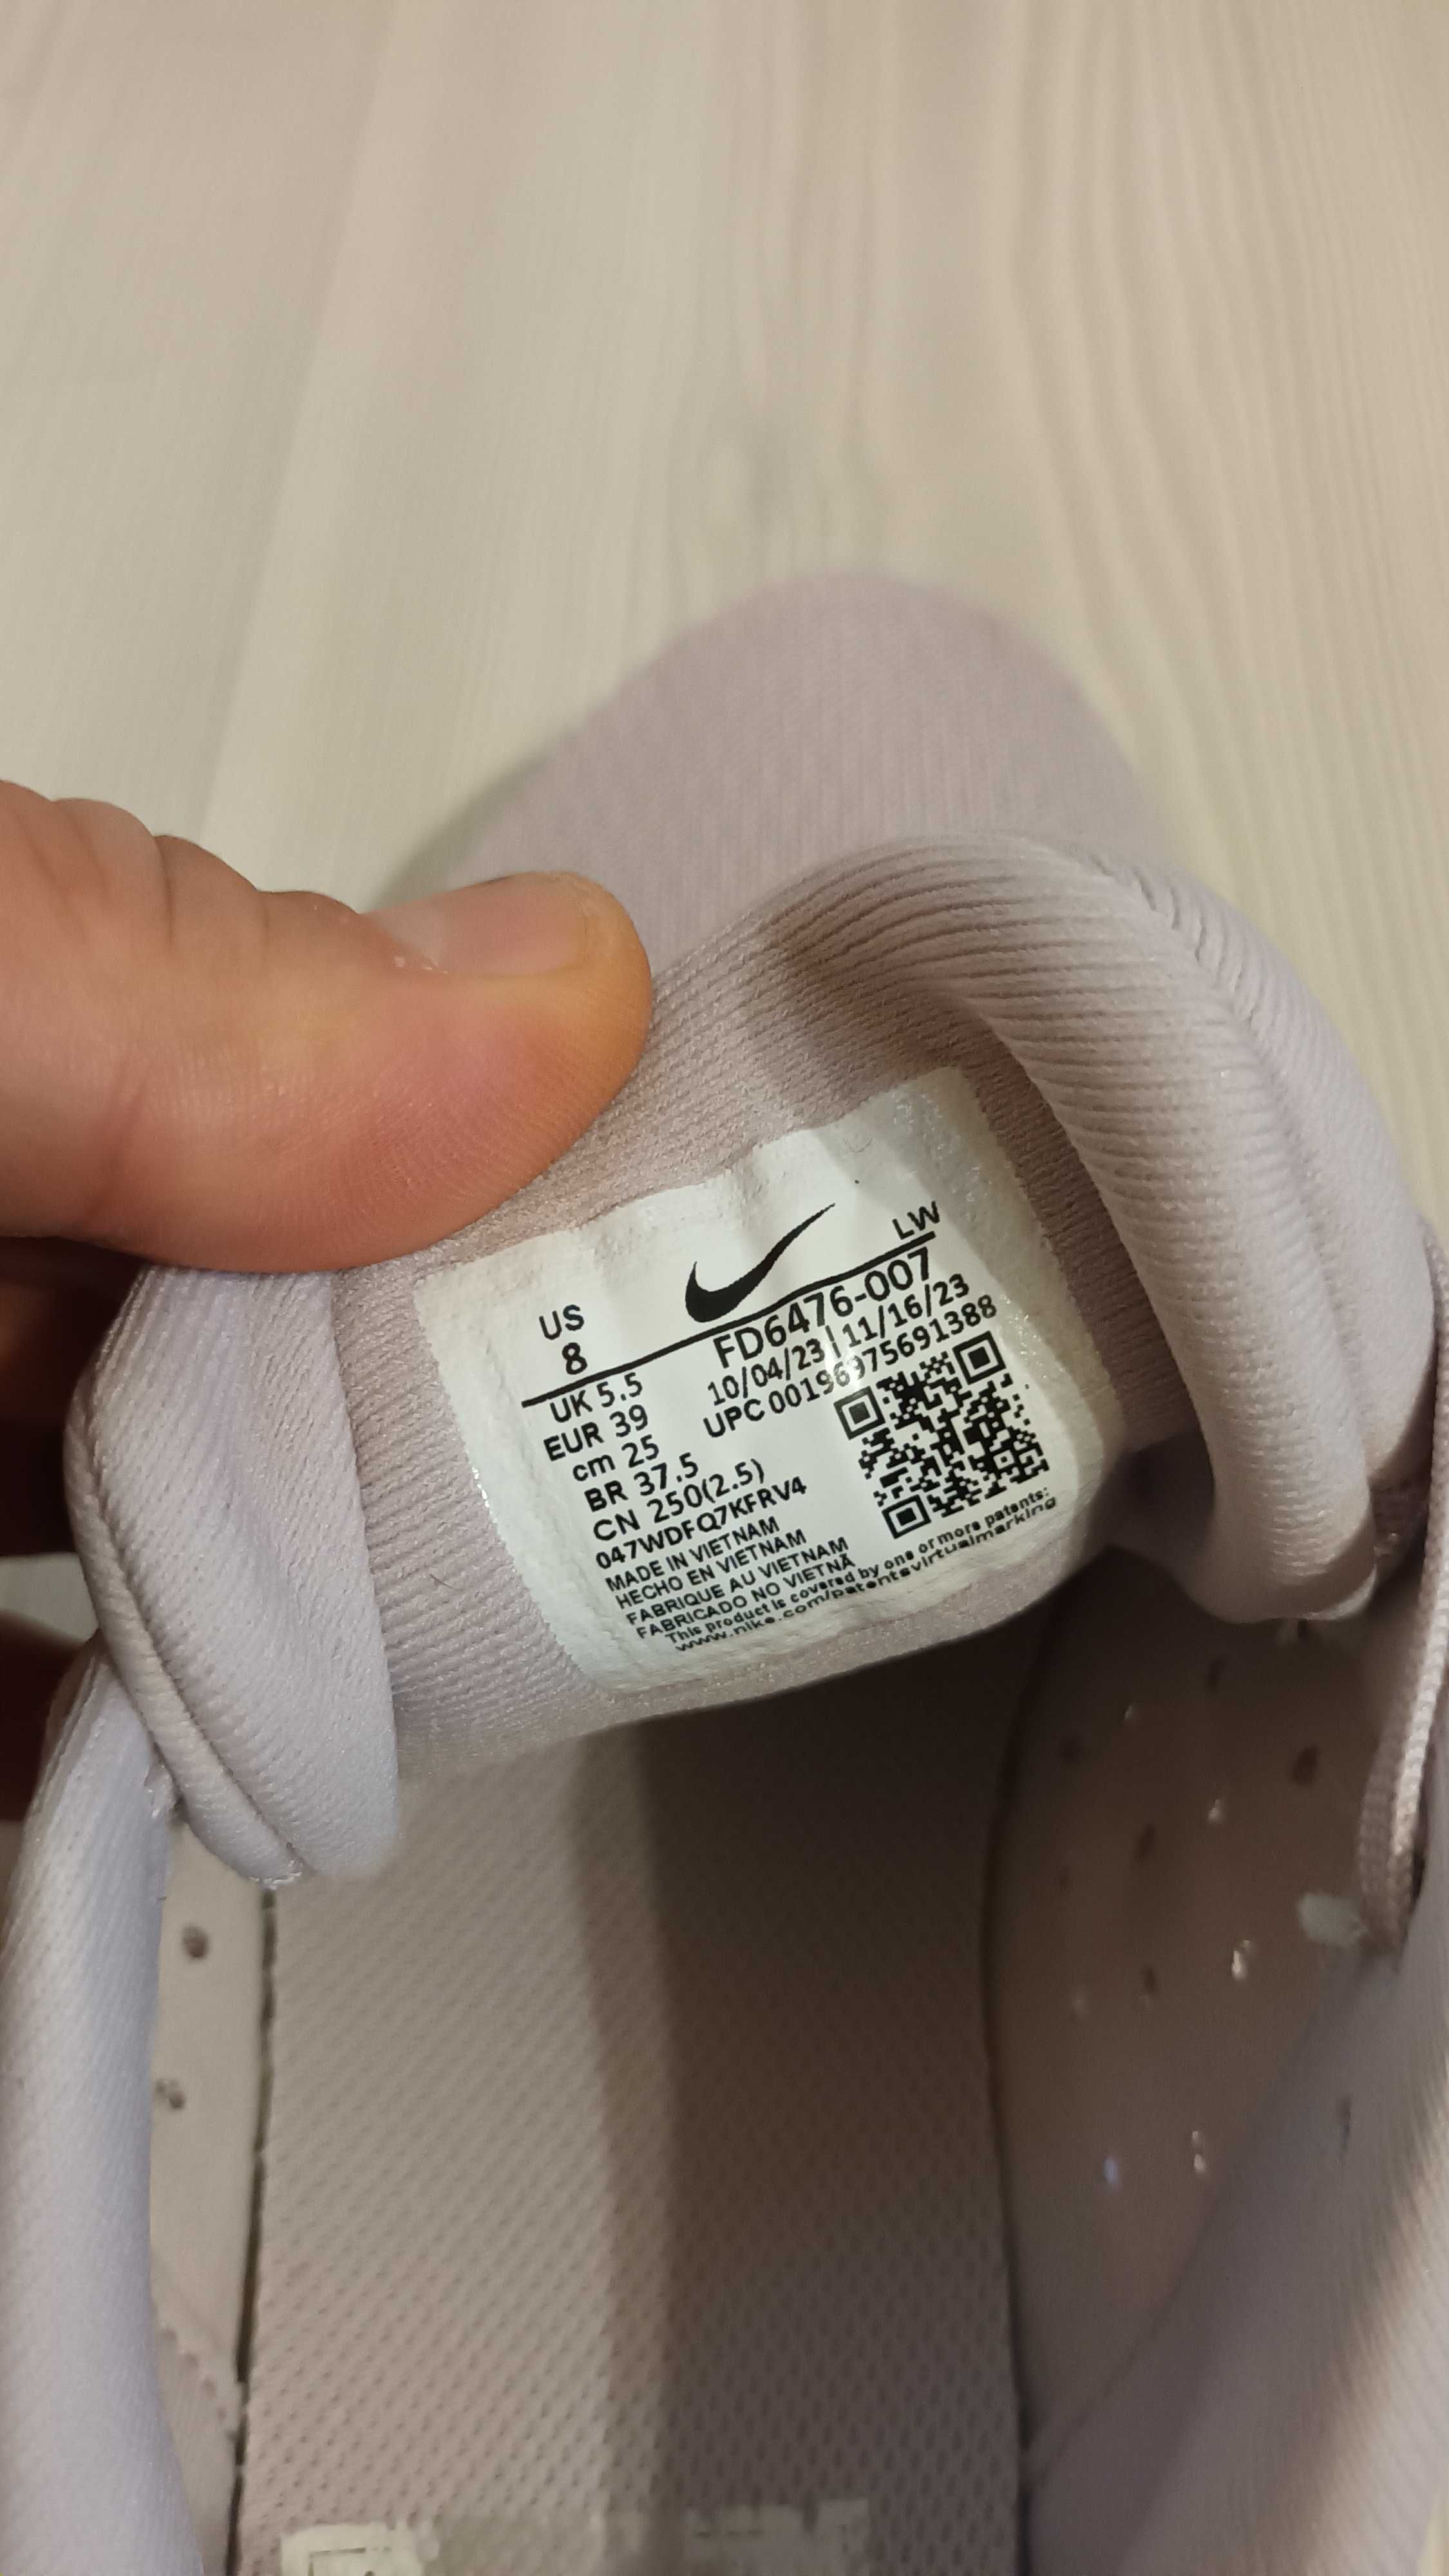 LW
US
8
FD6476-007
10/04/23 | 11/16/23
UPC 00196975691388
UK 5.5
EUR 39
cm 25
BR 37.5
CN 250(2.5)
047WDFQ7KFRV4
MADE IN VIETNAM
HECHO EN VIETNAM
FABRIQUE AU VIETNAM
FABRICADO NO VIETNÃ
This product is covered by one or more patents:
www.nike.com/patentsvirtualmarking